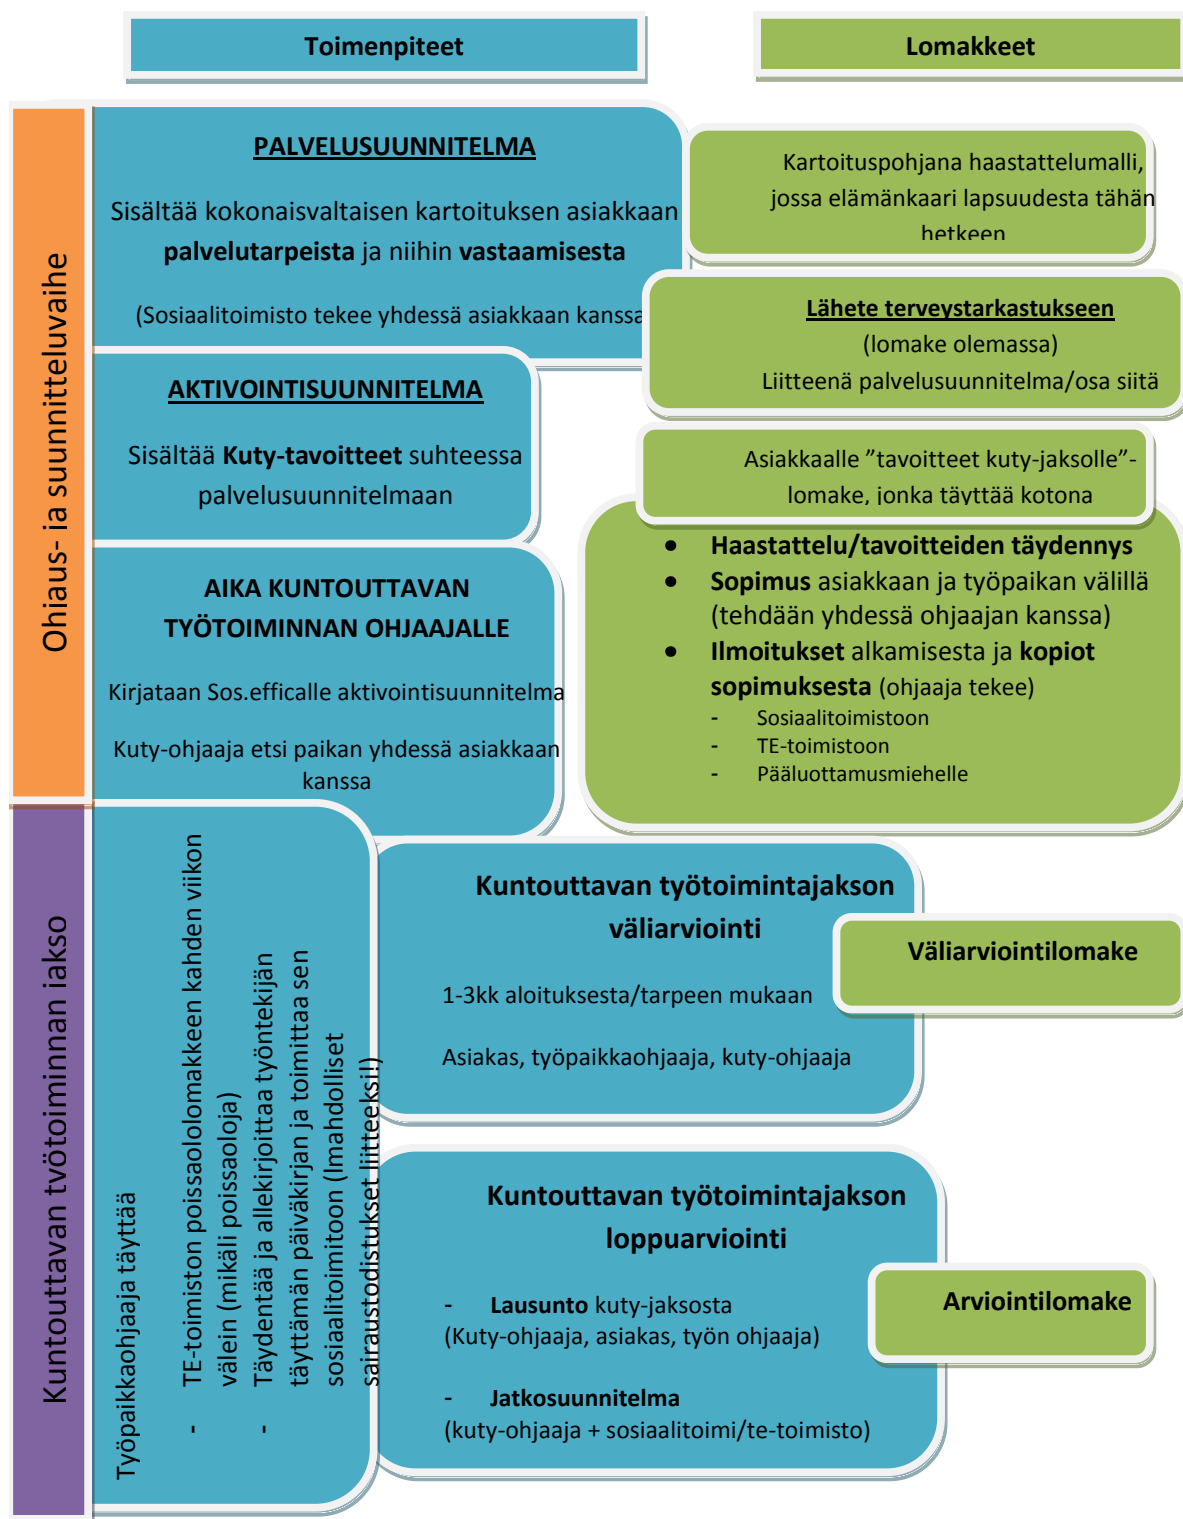 Toimenpiteet
Lomakkeet
Ohjaus- ja suunnitteluvaihe
PALVELUSUUNNITELMA
Sisältää kokonaisvaltaisen kartoituksen asiakkaan
palvelutarpeista ja niihin vastaamisesta
(Sosiaalitoimisto tekee yhdessä asiakkaan kanssa
Kartoituspohjana haastattelumalli,
jossa elämänkaari lapsuudesta tähän
hetkeen
Lähete terveystarkastukseen
(lomake olemassa)
Liitteenä palvelusuunnitelma/osa siitä
AKTIVOINTISUUNNITELMA
Sisältää Kuty-tavoitteet suhteessa
palvelusuunnitelmaan
Asiakkaalle ”tavoitteet kuty-jaksolle”-
lomake, jonka täyttää kotona
AIKA KUNTOUTTAVAN
TYÖTOIMINNAN OHJAAJALLE
Kirjataan Sos.efficalle aktivointisuunnitelma
Kuty-ohjaaja etsi paikan yhdessä asiakkaan
kanssa
• Haastattelu/tavoitteiden täydennys
• Sopimus asiakkaan ja työpaikan välillä
(tehdään yhdessä ohjaajan kanssa)
• Ilmoitukset alkamisesta ja kopiot
sopimuksesta (ohjaaja tekee)
- Sosiaalitoimistoon
- TE-toimistoon
- Pääluottamusmiehelle
Kuntouttavan työtoiminnan jakso
Työpaikkaohjaaja täyttää
- TE-toimiston poissaololomakkeen kahden viikon
välein (mikäli poissaoloja)
- Täydentää ja allekirjoittaa työntekijän
täyttämän päiväkirjan ja toimittaa sen
sosiaalitoimitoon (lmahdolliset
sairaustodistukset liitteeksi!)
Kuntouttavan työtoimintajakson
väliarviointi
1-3kk aloituksesta/tarpeen mukaan
Asiakas, työpaikkaohjaaja, kuty-ohjaaja
Väliarviointilomake
Kuntouttavan työtoimintajakson
loppuarviointi
- Lausunto kuty-jaksosta
(Kuty-ohjaaja, asiakas, työn ohjaaja)
- Jatkosuunnitelma
(kuty-ohjaaja + sosiaalitoimi/te-toimisto)
Arviointilomake